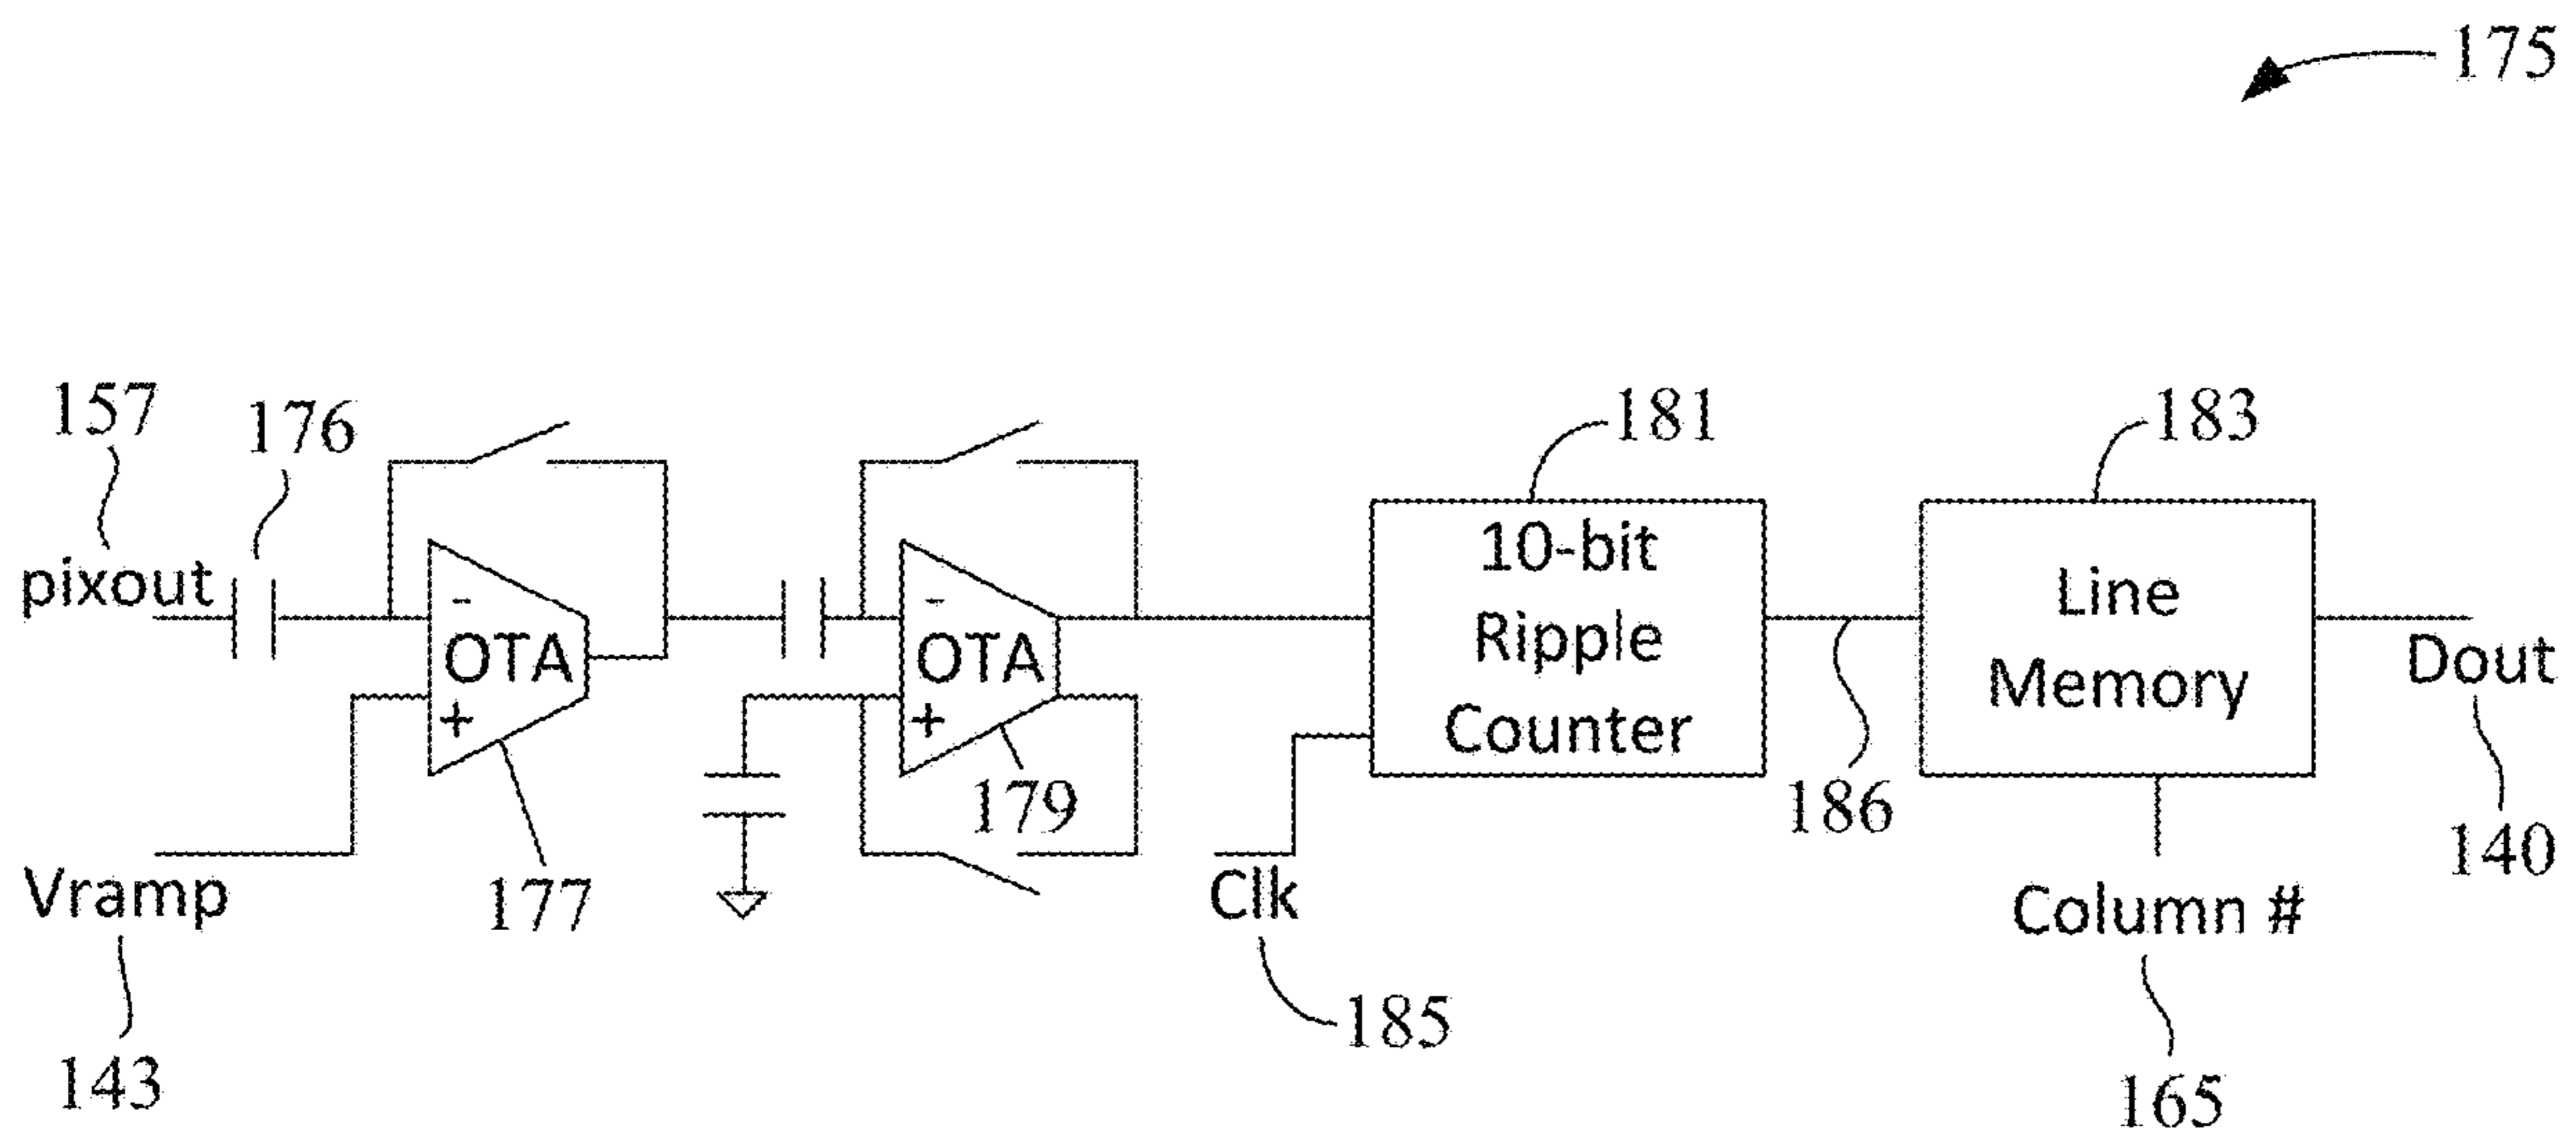 175
157
176
181
183
pixout
-
OTA
+
-
OTA
+
10-bit
Ripple
Counter
Line
Memory
Dout
179
186
140
Vramp
177
Clk
Column #
185
143
165